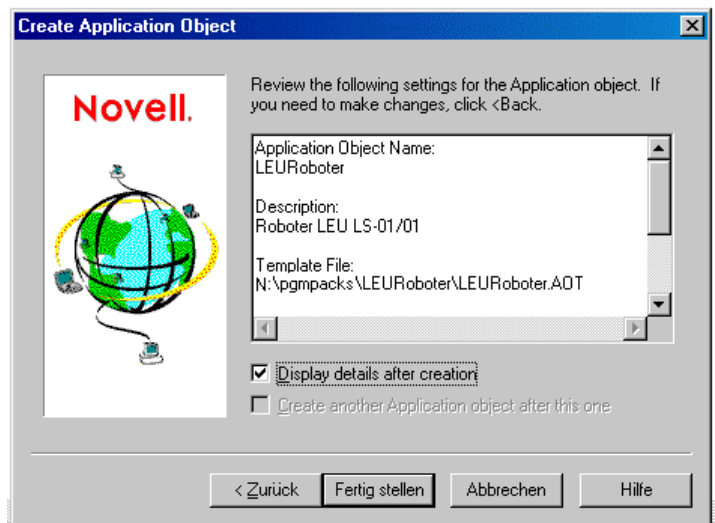 Create Application Object
Novell.
Review the following settings for the Application object. If
you need to make changes, click <Back.
Application Object Name:
LEURoboter
Description:
Roboter LEU LS-01/01
Template File:
N:\pgmpacks\LEURoboter\LEURoboter.AOT
Display details after creation
Create another Application object after this one
< Zurück
Fertig stellen
Abbrechen
Hilfe